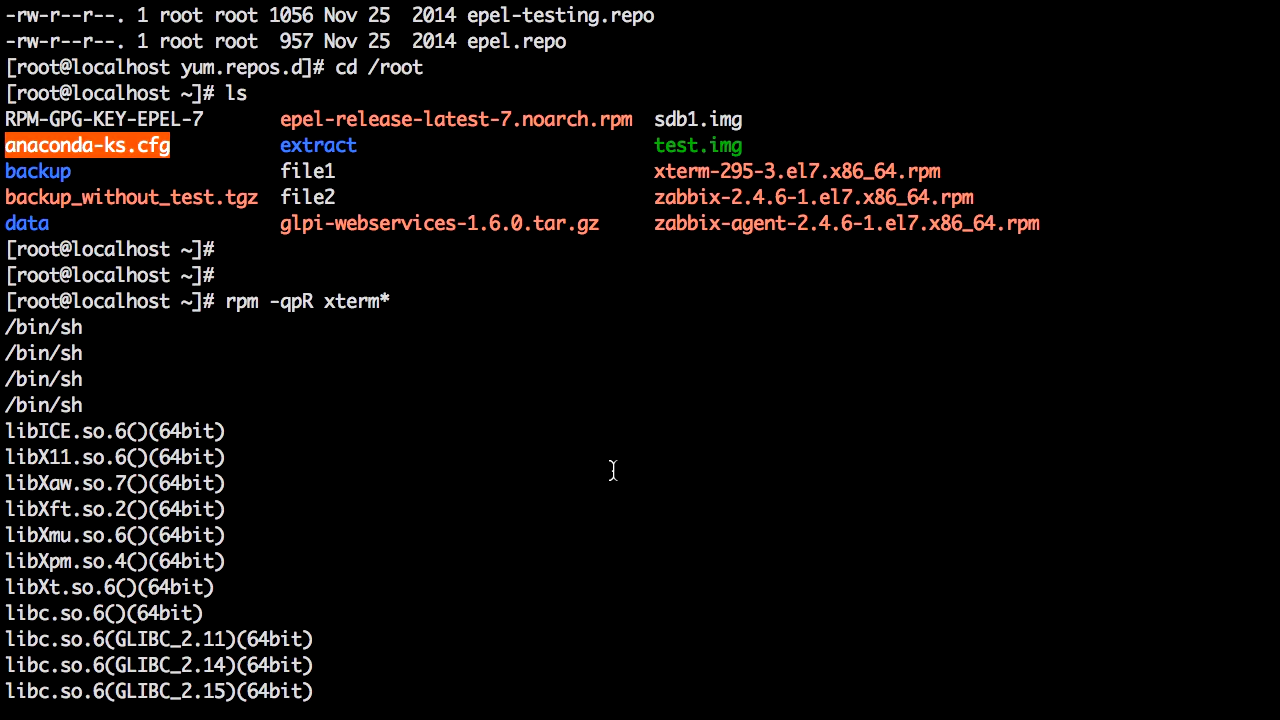 -rw-r--r--. 1 root root 1056 Nov 25  2014 epel-testing.repo
-rw-r--r--. 1 root root  957 Nov 25  2014 epel.repo
[root@localhost yum.repos.d]# cd /root
[root@localhost ~]# ls
RPM-GPG-KEY-EPEL-7       epel-release-latest-7.noarch.rpm  sdb1.img
anaconda-ks.cfg          extract                           test.img
backup                   file1                             xterm-295-3.el7.x86_64.rpm
backup_without_test.tgz  file2                             zabbix-2.4.6-1.el7.x86_64.rpm
data                     glpi-webservices-1.6.0.tar.gz     zabbix-agent-2.4.6-1.el7.x86_64.rpm
[root@localhost ~]#
[root@localhost ~]#
[root@localhost ~]# rpm -qpR xterm*
/bin/sh
/bin/sh
/bin/sh
/bin/sh
libICE.so.6()(64bit)
libX11.so.6()(64bit)
libXaw.so.7()(64bit)
libXft.so.2()(64bit)
libXmu.so.6()(64bit)
libXpm.so.4()(64bit)
libXt.so.6()(64bit)
libc.so.6()(64bit)
libc.so.6(GLIBC_2.11)(64bit)
libc.so.6(GLIBC_2.14)(64bit)
libc.so.6(GLIBC_2.15)(64bit)